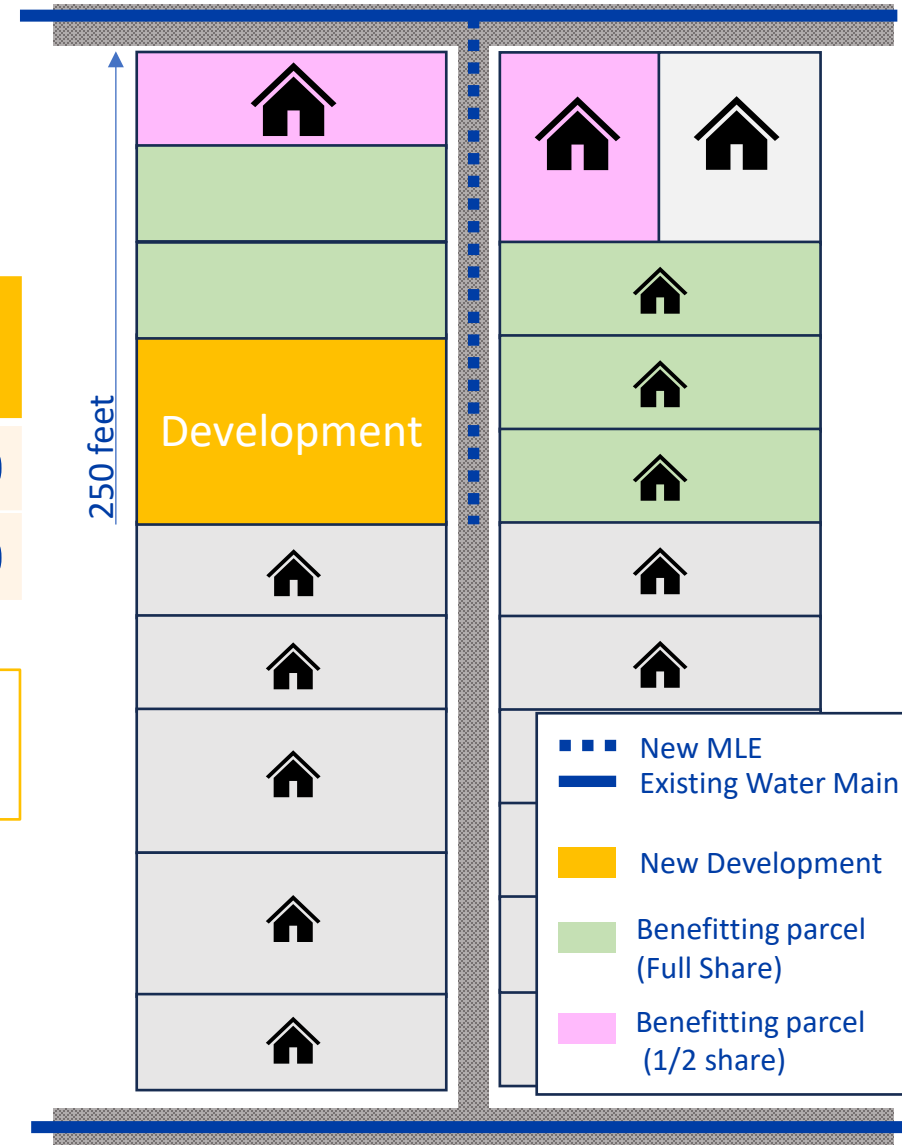 250 feet
Development
New MLE
Existing Water Main
New Development
Benefitting parcel
(Full Share)
Benefitting parcel
(1/2 share)